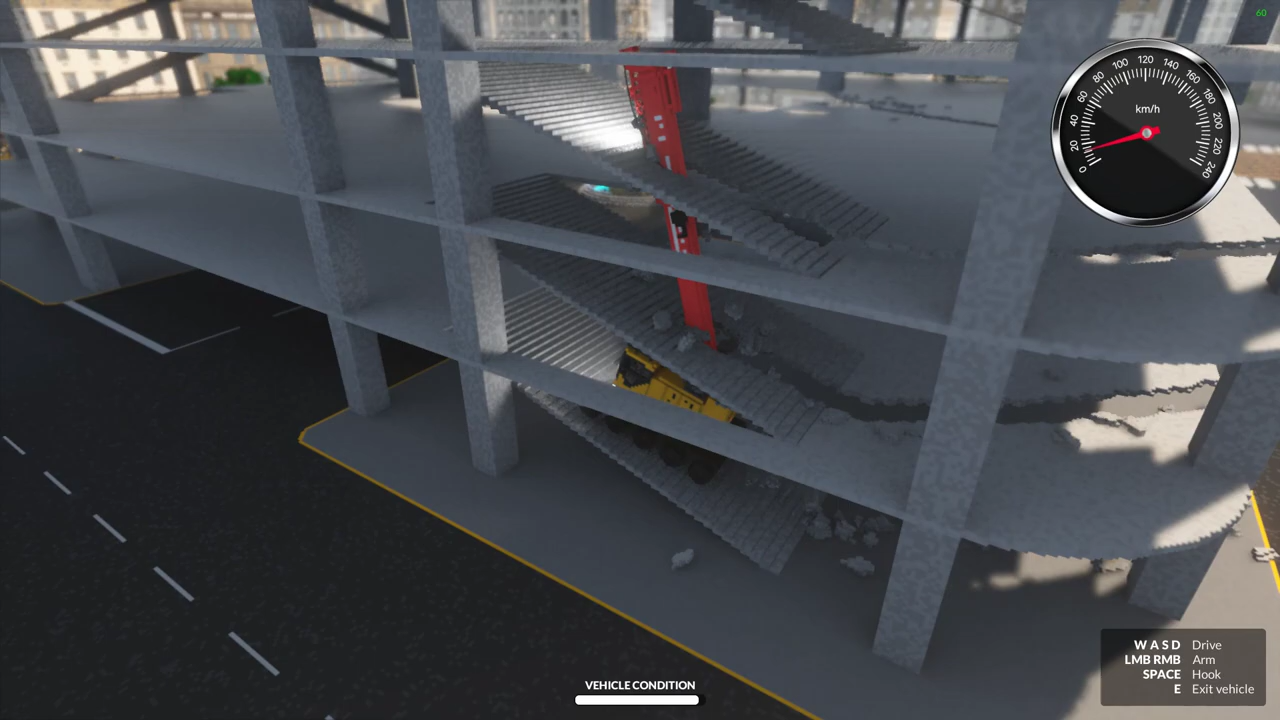 60
km/h
0
20
40
60
80
100
120
140
160
180
200
220
240
VEHICLE CONDITION
W A S D Drive
LMB RMB Arm
SPACE Hook
E Exit vehicle